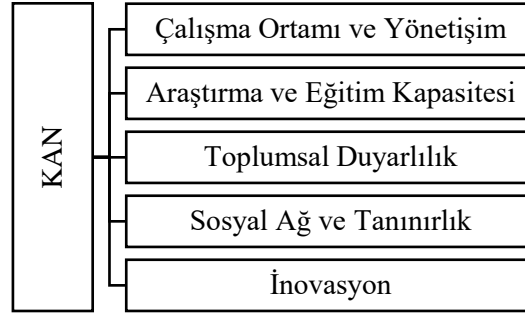 KAN
Çalışma Ortamı ve Yönetişim
Araştırma ve Eğitim Kapasitesi
Toplumsal Duyarlılık
Sosyal Ağ ve Tanınırlık
İnovasyon